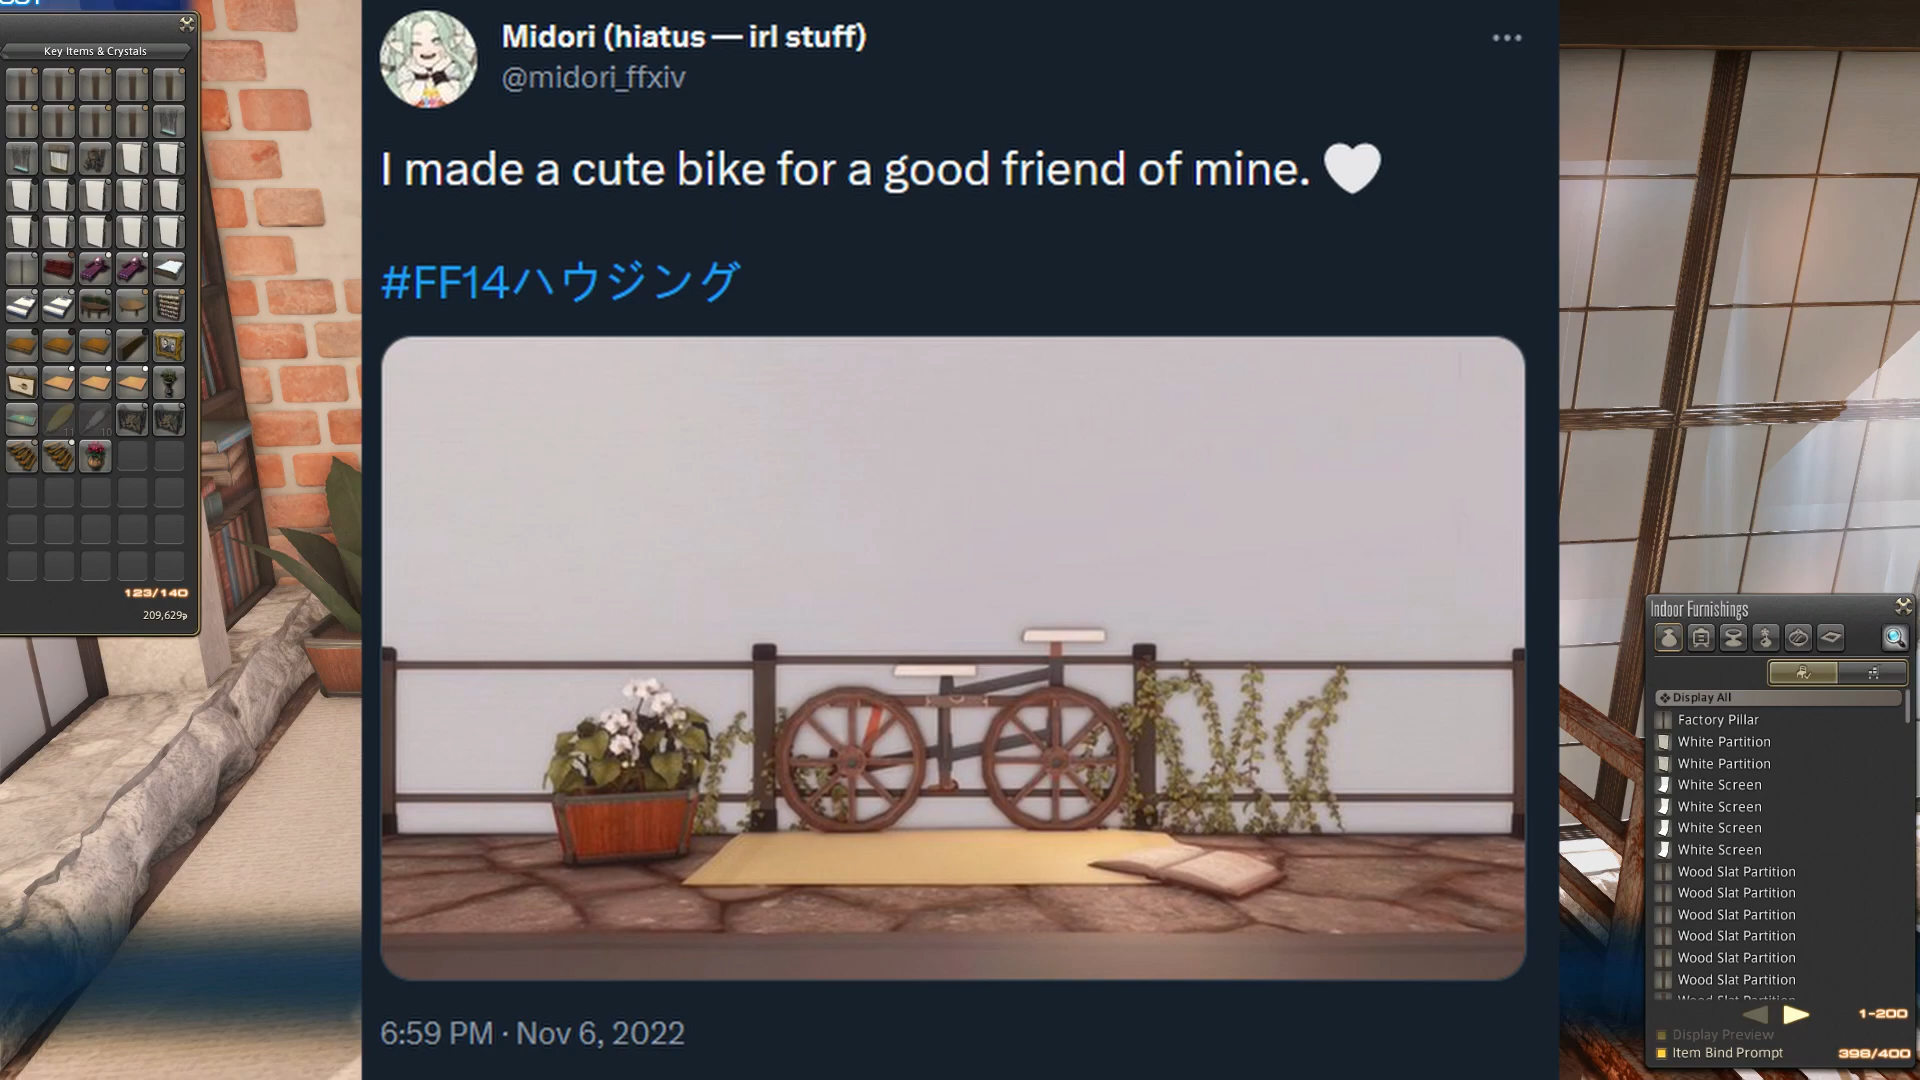 Key Items & Crystals
123/140
209,629
Midori (hiatus — irl stuff)
@midori_ffxiv
I made a cute bike for a good friend of mine. 🤍
#FF14ハウジング
6:59 PM · Nov 6, 2022
Indoor Furnishings
Display All
Factory Pillar
White Partition
White Partition
White Screen
White Screen
White Screen
White Screen
Wood Slat Partition
Wood Slat Partition
Wood Slat Partition
Wood Slat Partition
Wood Slat Partition
Wood Slat Partition
1-200
Display Preview
Item Bind Prompt
398/400